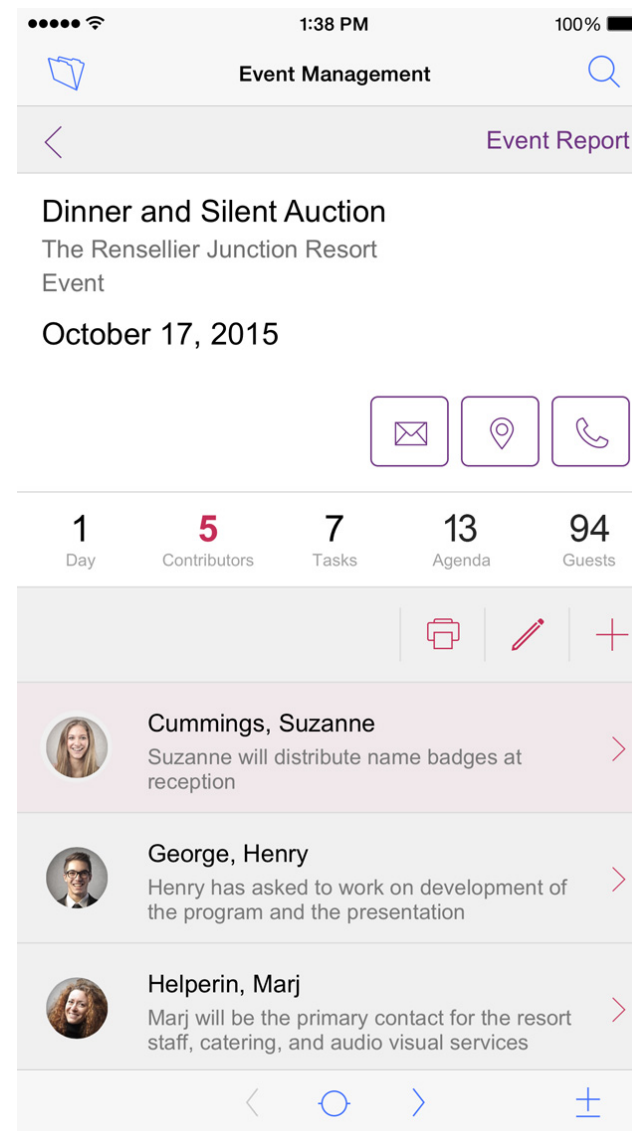 1:38 PM
100%
Event Management
Event Report
Dinner and Silent Auction
The Rensellier Junction Resort
Event
October 17, 2015
1
5
7
13
94
Day
Contributors
Tasks
Agenda
Guests
Cummings, Suzanne
Suzanne will distribute name badges at
reception
George, Henry
Henry has asked to work on development of
the program and the presentation
Helperin, Marj
Marj will be the primary contact for the resort
staff, catering, and audio visual services